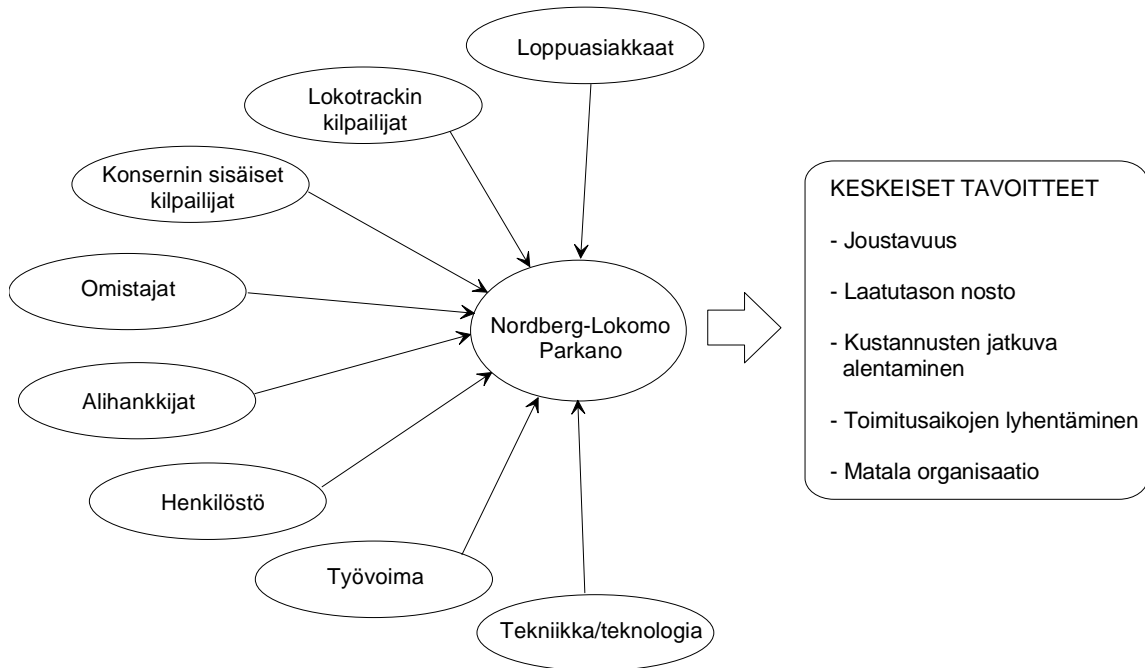 Loppuasiakkaat
Lokotrackin
kilpailijat
Konsernin sisäiset
kilpailijat
Omistajat
Alihankkijat
Henkilöstö
Työvoima
Tekniikka/teknologia
Nordberg-Lokomo
Parkano
KESKEISET TAVOITTEET
- Joustavuus
- Laatutason nosto
- Kustannusten jatkuva
alentaminen
- Toimitusaikojen lyhentäminen
- Matala organisaatio